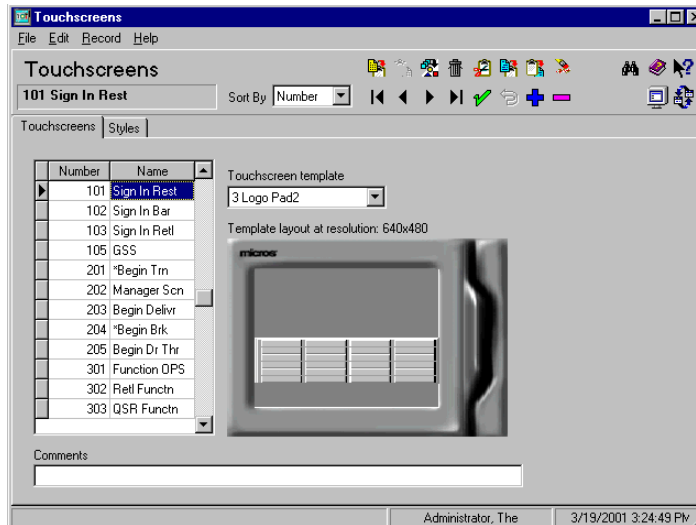 Touchscreens
File Edit Record Help
Touchscreens
101 Sign In Rest
Sort By Number
Touchscreens Styles
Number Name
101 Sign In Rest
102 Sign In Bar
103 Sign In Retl
105 GSS
201 *Begin Trn
202 Manager Scn
203 Begin Delivr
204 *Begin Brk
205 Begin Dr Thr
301 Function OPS
302 Retl Functn
303 QSR Functn
Touchscreen template
3 Logo Pad2
Template layout at resolution: 640x480
micros
Comments
Administrator, The 3/19/2001 3:24:49 PM